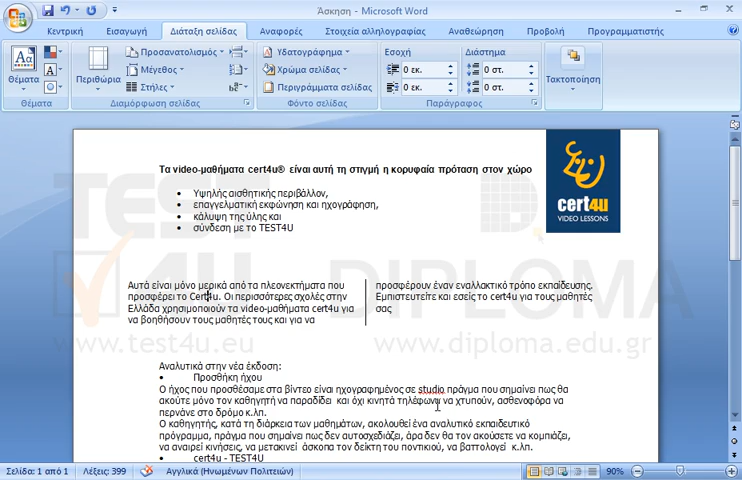 Άσκηση - Microsoft Word
Κεντρική Εισαγωγή Διάταξη σελίδας Αναφορές Στοιχεία αλληλογραφίας Αναθεώρηση Προβολή Προγραμματιστής
Θέματα
Περιθώρια
Προσανατολισμός
Μέγεθος
Στήλες
Υδατογράφημα
Χρώμα σελίδας
Περιγράμματα σελίδας
Εσοχή
0 εκ.
0 εκ.
Διάστημα
0 στ.
0 στ.
Τακτοποίηση
Θέματα Διαμόρφωση σελίδας Φόντο σελίδας Παράγραφος
Τα video-μαθήματα cert4u® είναι αυτή τη στιγμή η κορυφαία πρόταση στον χώρο
• Υψηλής αισθητικής περιβάλλον,
• επαγγελματική εκφώνηση και ηχογράφηση,
• κάλυψη της ύλης και
• σύνδεση με το TEST4U
cert4u
VIDEO LESSONS
Αυτά είναι μόνο μερικά από τα πλεονεκτήματα που
προσφέρει το Cert4u. Οι περισσότερες σχολές στην
Ελλάδα χρησιμοποιούν τα video-μαθήματα cert4u για
να βοηθήσουν τους μαθητές τους και για να
προσφέρουν έναν εναλλακτικό τρόπο εκπαίδευσης.
Εμπιστευτείτε και εσείς το cert4u για τους μαθητές
σας
TEST
4U
DIPLOMA
www.test4u.eu www.diploma.edu.gr
Αναλυτικά στην νέα έκδοση:
• Προσθήκη ήχου
Ο ήχος που προσθέσαμε στα βίντεο είναι ηχογραφημένος σε studio πράγμα που σημαίνει πως θα
ακούτε μόνο τον καθηγητή να παραδίδει και όχι κινητά τηλέφωνα να χτυπούν, ασθενοφόρα να
περνάνε στο δρόμο κ.λπ.
Ο καθηγητής, κατά τη διάρκεια των μαθημάτων, ακολουθεί ένα αναλυτικό εκπαιδευτικό
πρόγραμμα, πράγμα που σημαίνει πως δεν αυτοσχεδιάζει, άρα δεν θα τον ακούσετε να κομπιάζει,
να αναιρεί κινήσεις, να μετακινεί άσκοπα τον δείκτη του ποντικιού, να βαττολογεί κ.λπ.
• cert4u - TEST4U
Σελίδα: 1 από 1 Λέξεις: 399 Αγγλικά (Ηνωμένων Πολιτειών) 90%